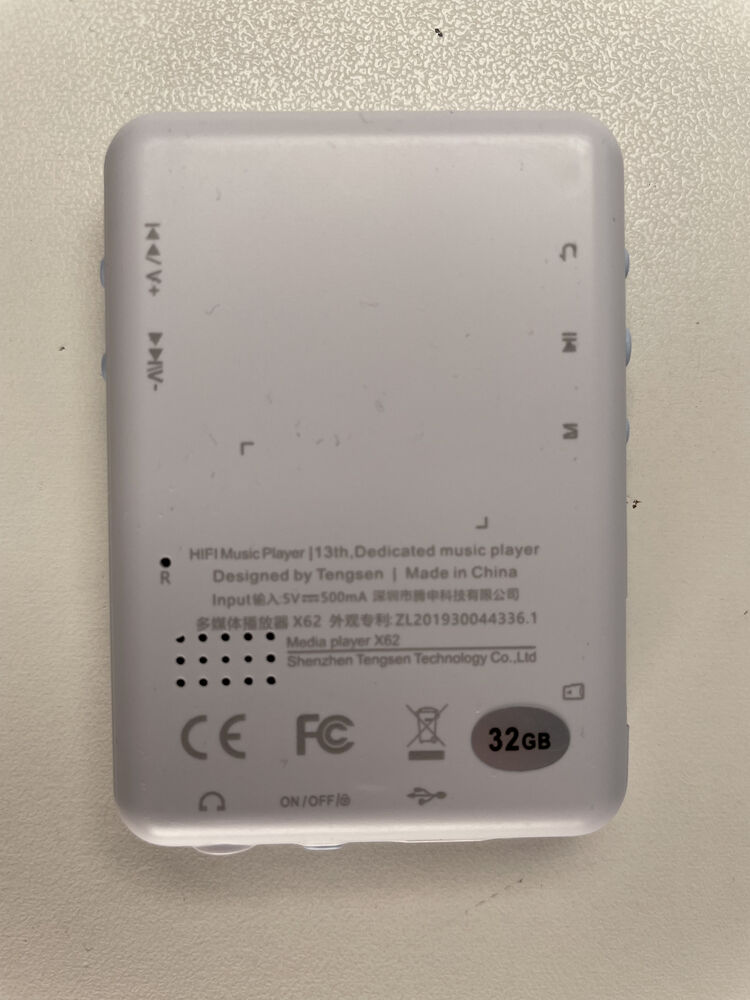 V+
V-
M
HIFI Music Player | 13th, Dedicated music player
R
Designed by Tengsen | Made in China
Input输入:5V⎓500mA 深圳市腾申科技有限公司
多媒体播放器 X62 外观专利: ZL201930044336.1
Media player X62
Shenzhen Tengsen Technology Co.,Ltd
CE FC 32GB
ON/OFF/